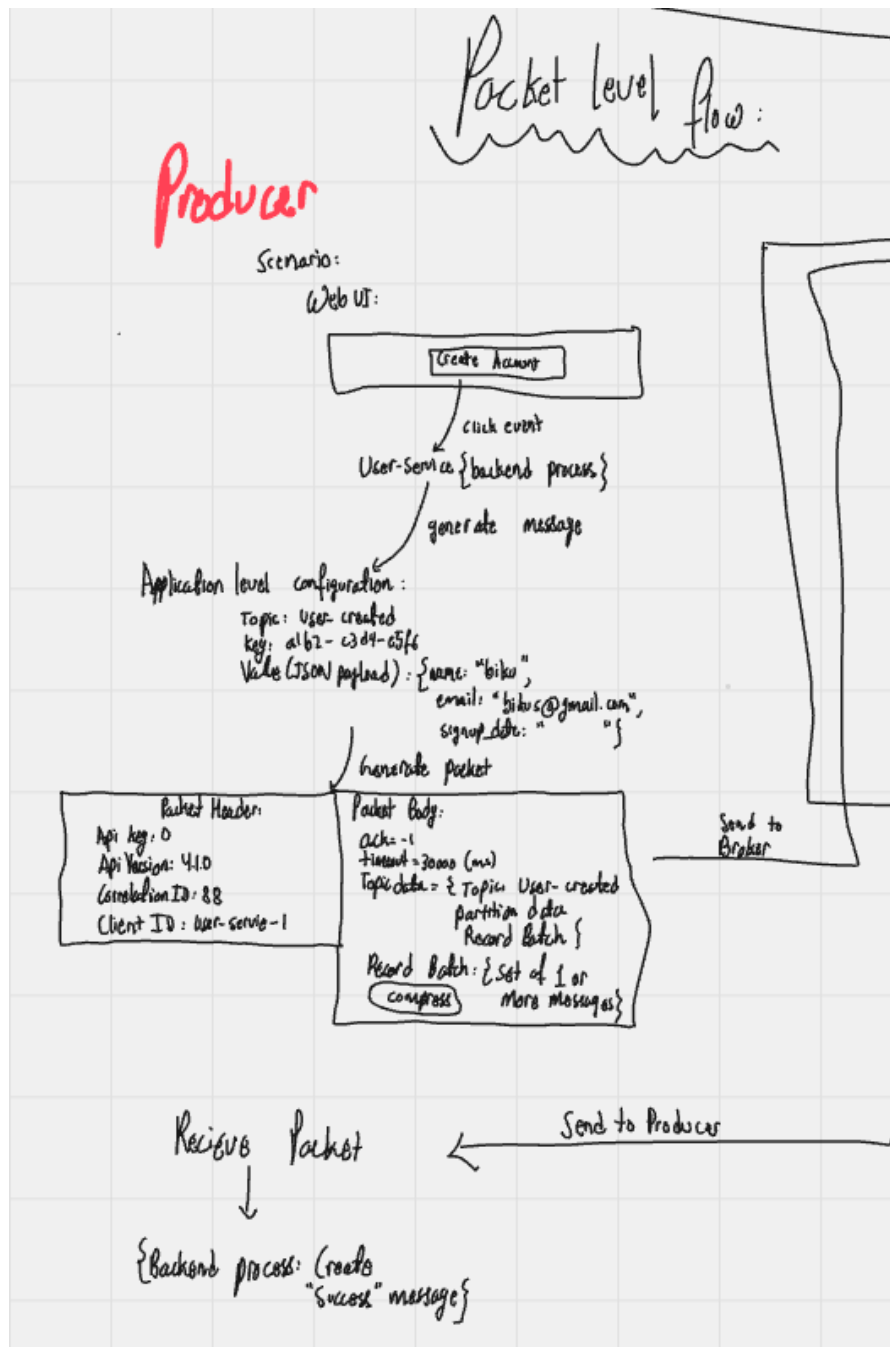 Packet level flow:
Producer
Scenario:
Web UI:
Create Account
click event
User-Service {backend process}
generate message
Application level configuration:
Topic: user-created
key: a1b2-c3d4-e5f6
Value (JSON payload): {name: "biku",
email: "bikus@gmail.com",
signup_date: " "}
Generate packet
Packet Header:
Api key: 0
Api Version: 4.1.0
Correlation ID: 88
Client ID: user-servie-1
Packet Body:
ack=-1
timeout=30000 (ms)
Topic data = { Topic: User-created
partition data
Record Batch }
Record Batch: {Set of 1 or
more messages}
compress
Send to
Broker
Send to Producer
Recieve Packet
{Backend process: Create
"Success" message}